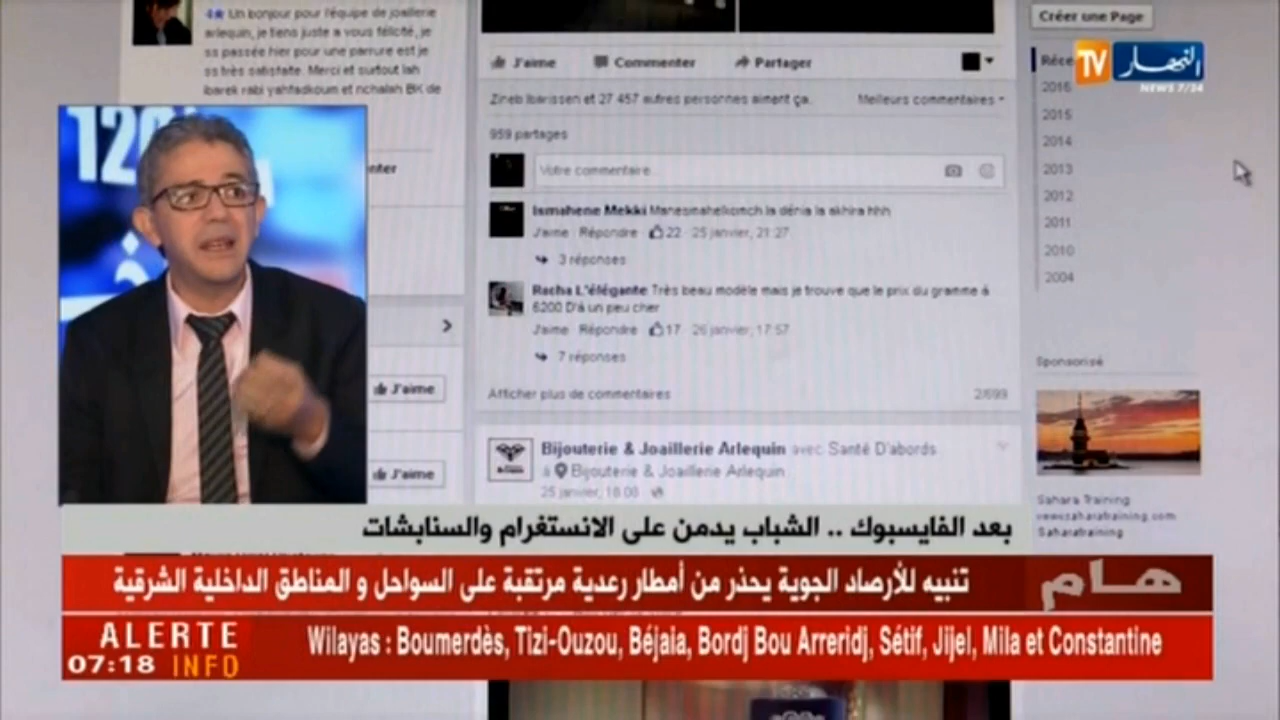 4★ Un bonjour pour l'équipe de joaillerie
arlequin, je tiens juste a vous félicité, je
ss passée hier pour une parrure est je
ss très satisfaite. Merci et surtout lah
ibarek rabi yahfadkoum et nchalah BK de
J'aime Commenter Partager
Zineb Ibarissen et 27 457 autres personnes aiment ça.
Meilleurs commentaires
959 partages
Votre commentaire...
Ismahene Mekki Manesmahelkomch la dénia la akhira hhh
J'aime · Répondre · 22 · 25 janvier, 21:27
3 réponses
Racha L'élégante Très beau modèle mais je trouve que le prix du gramme à
6200 D'á un peu cher
J'aime · Répondre · 17 · 26 janvier, 17:57
7 réponses
Afficher plus de commentaires
2/699
Bijouterie & Joaillerie Arlequin avec Santé D'abords
à Bijouterie & Joaillerie Arlequin
25 janvier, 18:00
J'aime
J'aime
Créer une Page
Réce
2016
2015
2014
2013
2012
2011
2010
2004
TV النهار
NEWS 7/24
Sponsorisé
Sahara Training
www.saharatraining.com
Saharatraining
120
بعد الفايسبوك .. الشباب يدمن على الانستغرام والسنابشات
هـــام
تنبيه للأرصاد الجوية يحذر من أمطار رعدية مرتقبة على السواحل و المناطق الداخلية الشرقية
ALERTE
07:18 INFO
Wilayas : Boumerdès, Tizi-Ouzou, Béjaia, Bordj Bou Arreridj, Sétif, Jijel, Mila et Constantine